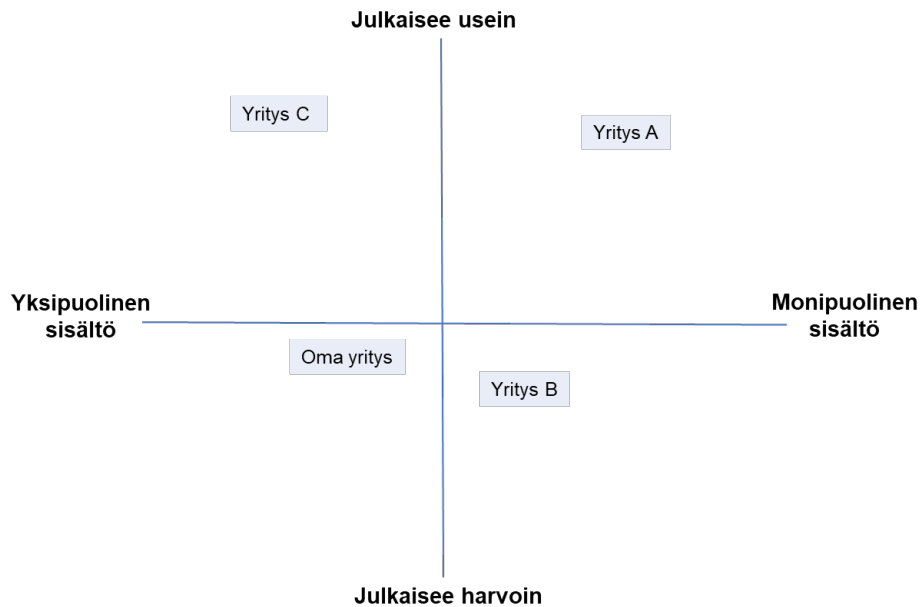 Julkaisee usein
Yritys C
Yritys A
Yksipuolinen
sisältö
Monipuolinen
sisältö
Oma yritys
Yritys B
Julkaisee harvoin